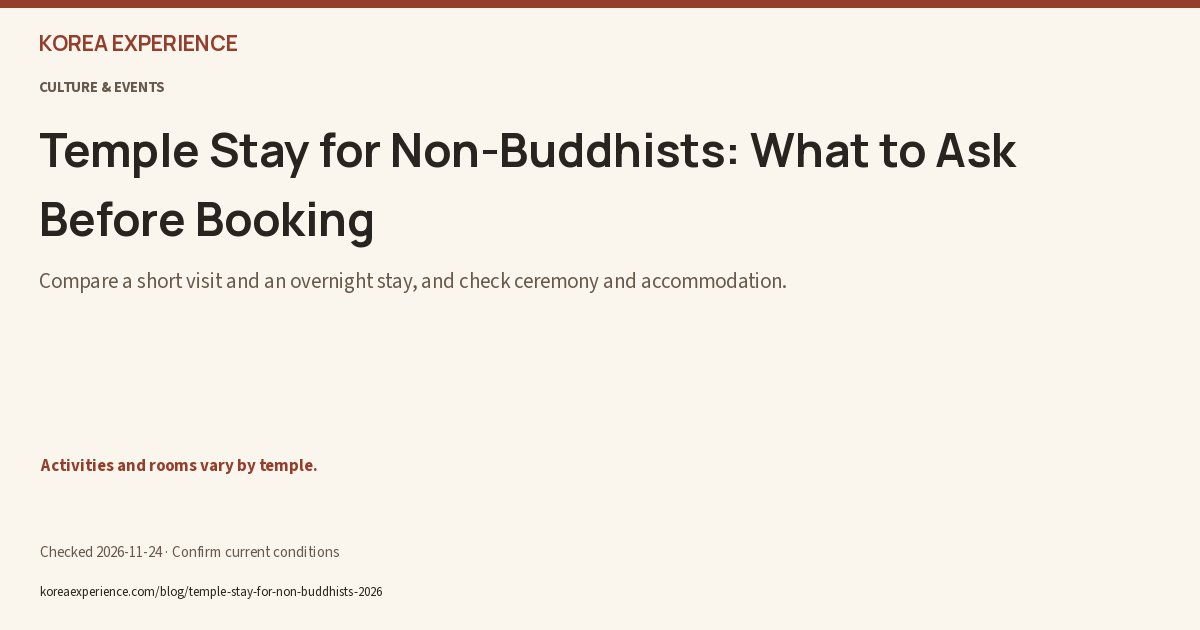 KOREA EXPERIENCE
CULTURE & EVENTS
Temple Stay for Non-Buddhists: What to Ask
Before Booking
Compare a short visit and an overnight stay, and check ceremony and accommodation.
Activities and rooms vary by temple.
Checked 2026-11-24 · Confirm current conditions
koreaexperience.com/blog/temple-stay-for-non-buddhists-2026